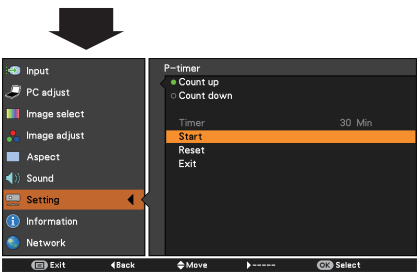 Input
PC adjust
Image select
Image adjust
Aspect
Sound
Setting
Information
Network
P-timer
Count up
Count down
Timer 30 Min
Start
Reset
Exit
Exit Back Move ----- OK Select